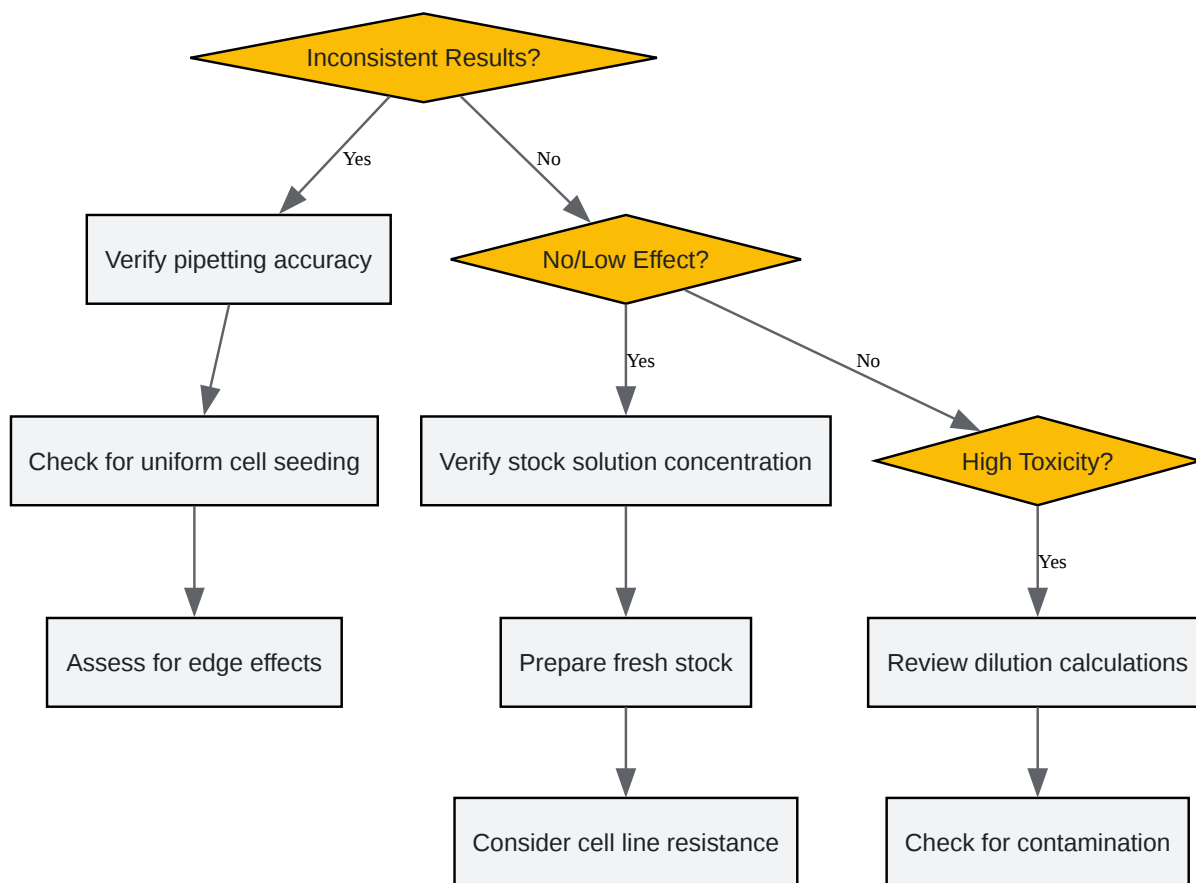 Inconsistent Results?
Yes
No
Verify pipetting accuracy
No/Low Effect?
Yes
No
Check for uniform cell seeding
Verify stock solution concentration
High Toxicity?
Yes
Assess for edge effects
Prepare fresh stock
Review dilution calculations
Consider cell line resistance
Check for contamination